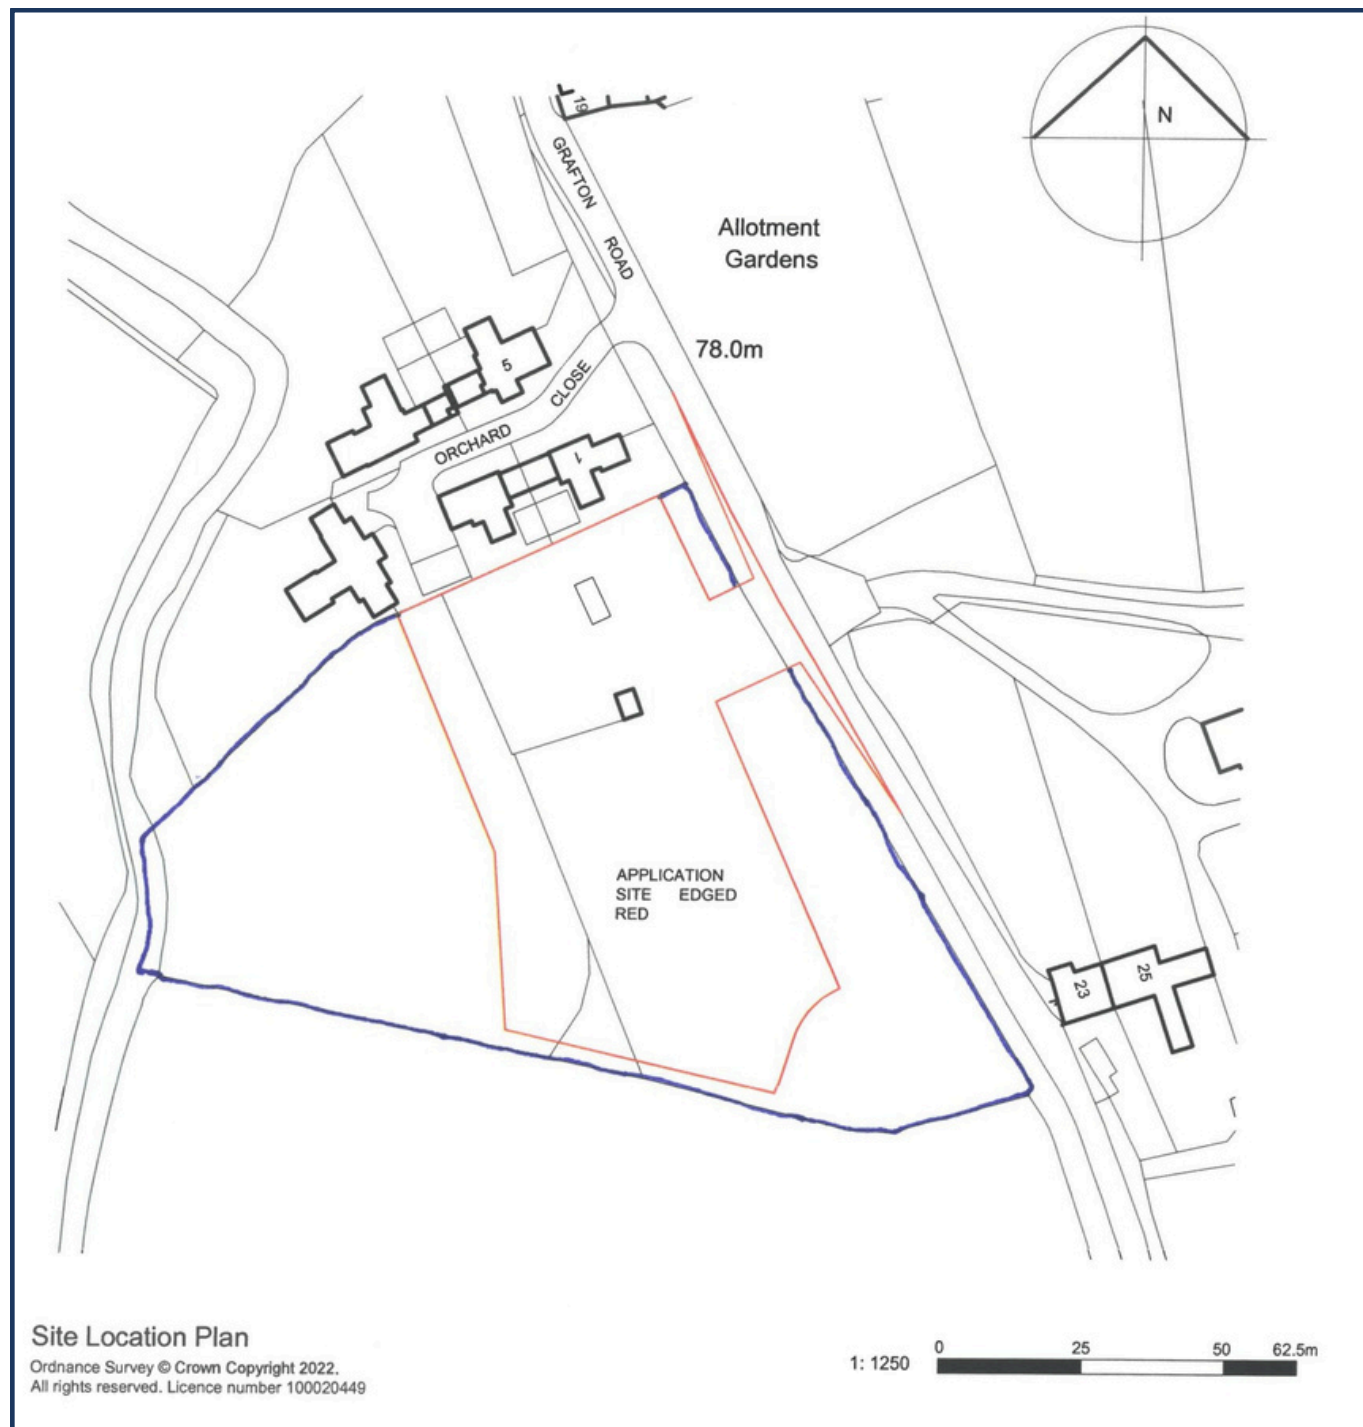 19
N
GRAFTON
ROAD
Allotment
Gardens
78.0m
5
CLOSE
ORCHARD
1
APPLICATION
SITE EDGED
RED
23
25
Site Location Plan
Ordnance Survey © Crown Copyright 2022.
All rights reserved. Licence number 100020449
1: 1250
0 25 50 62.5m